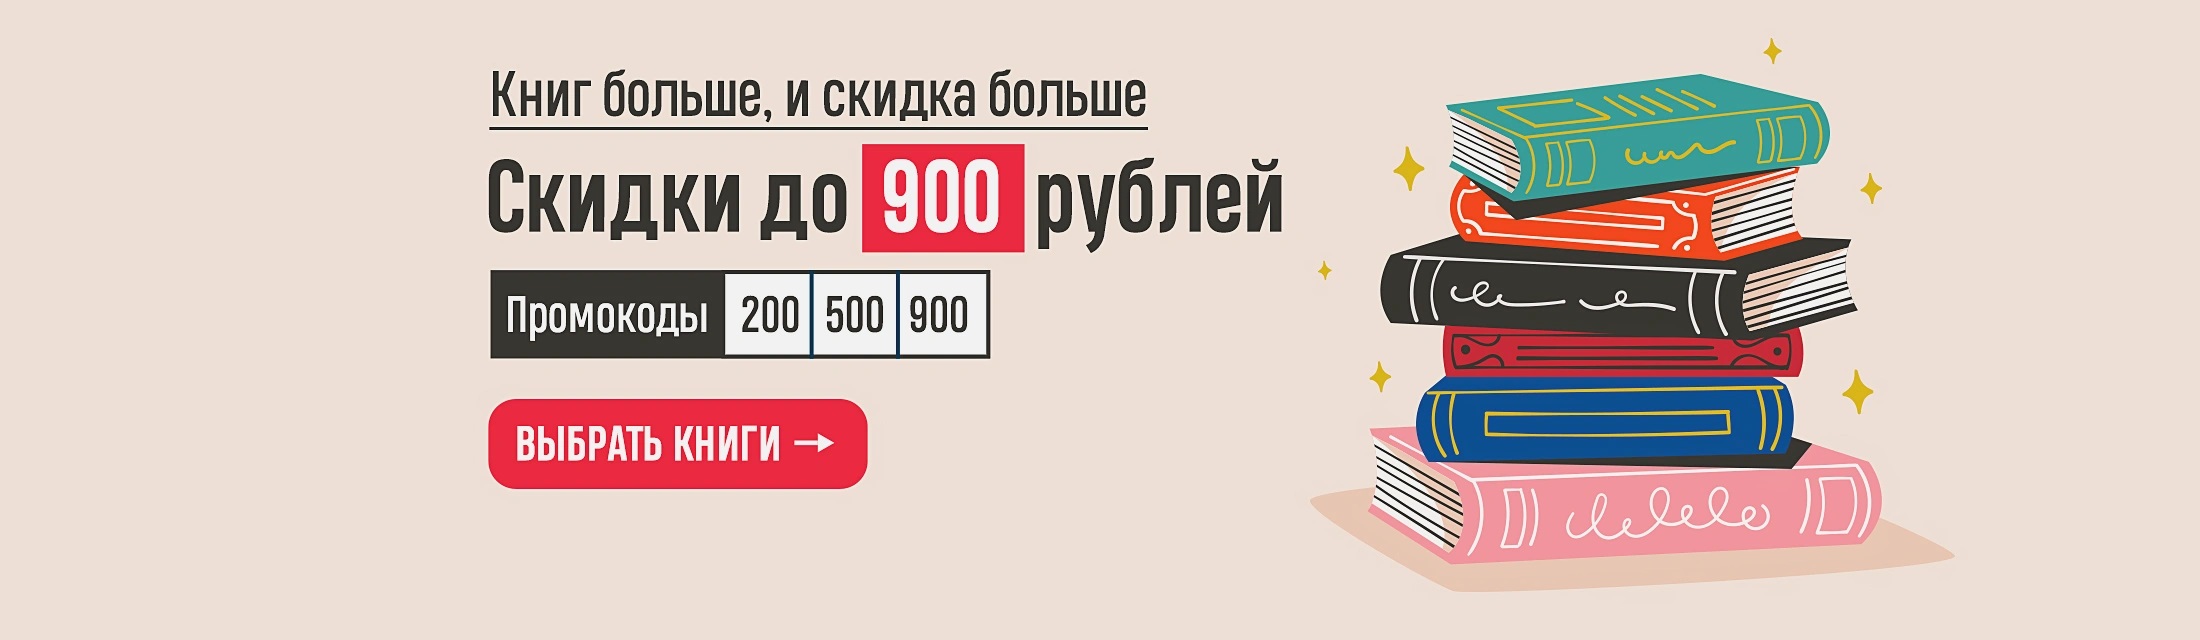 Книг больше, и скидка больше
Скидки до 900 рублей
Промокоды 200 500 900
ВЫБРАТЬ КНИГИ →